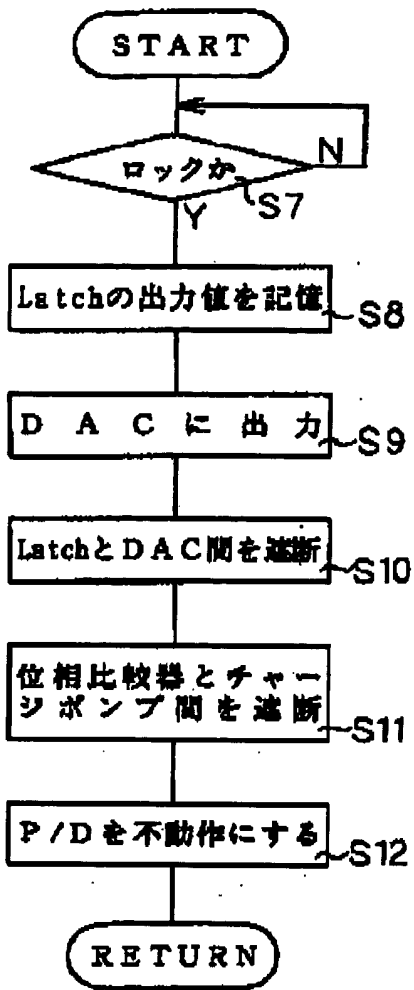 START
ロックか
N
S7
Y
Latchの出力値を記憶
S8
DACに出力
S9
LatchとDAC間を遮断
S10
位相比較器とチャー
ジポンプ間を遮断
S11
P/Dを不動作にする
S12
RETURN